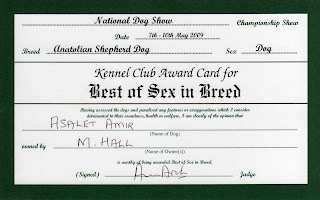 National Dog Show Championship Show
Date 7th - 10th May 2009
Breed Anatolian Shepherd Dog Sex Dog
Kennel Club Award Card for
Best of Sex in Breed
Having assessed the dogs and penalised any features or exaggerations which I consider
detrimental to their soundness, health or welfare, I am clearly of the opinion that
ASALET AMIR
(Name of Dog)
owned by M. HALL
(Name of Owner(s))
is worthy of being awarded Best of Sex in Breed.
(Signed) Judge